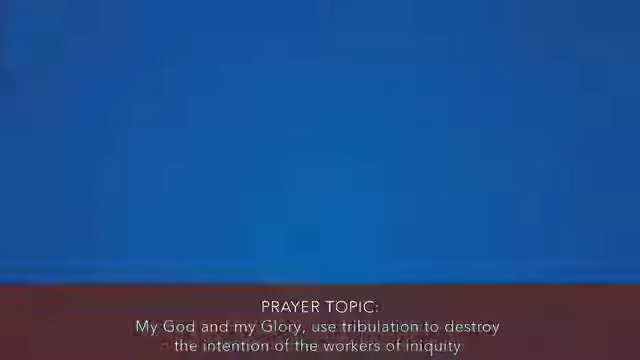 PRAYER TOPIC:
My God and my Glory, use tribulation to destroy
the intention of the workers of iniquity